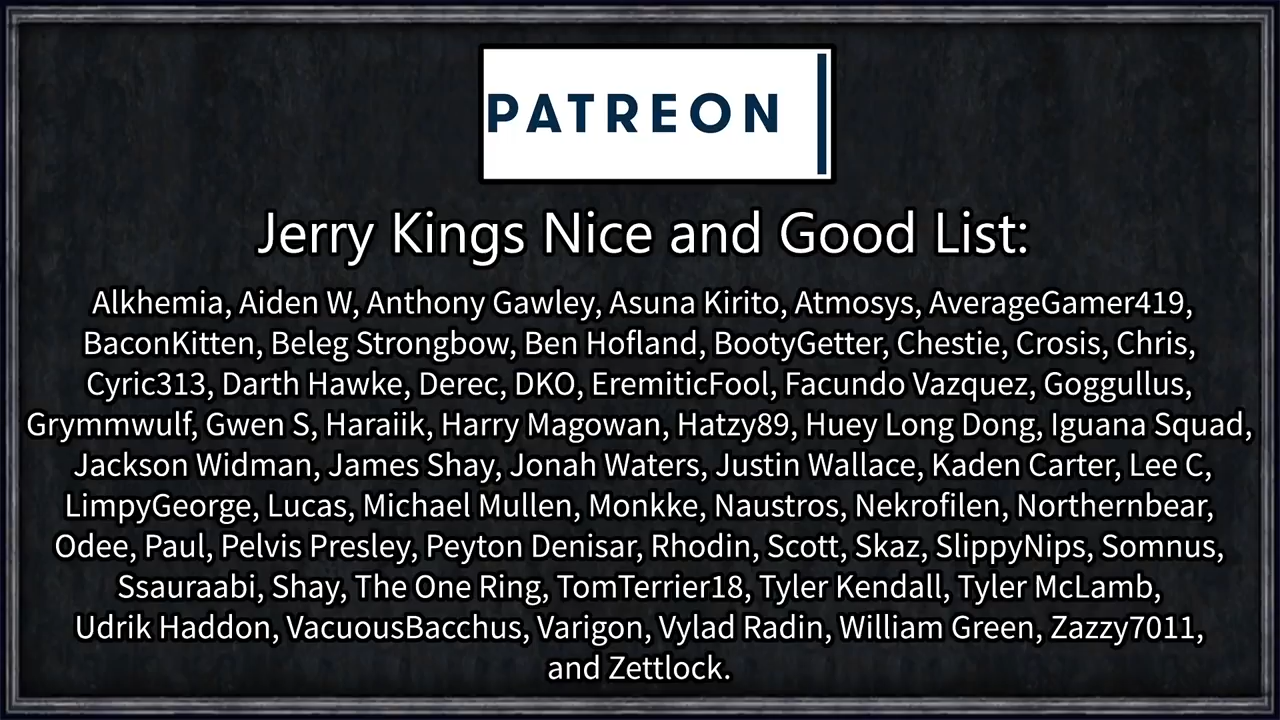 PATREON
Jerry Kings Nice and Good List:
Alkhemia, Aiden W, Anthony Gawley, Asuna Kirito, Atmosys, AverageGamer419,
BaconKitten, Beleg Strongbow, Ben Hofland, BootyGetter, Chestie, Crosis, Chris,
Cyric313, Darth Hawke, Derec, DKO, EremiticFool, Facundo Vazquez, Goggullus,
Grymmwulf, Gwen S, Haraiik, Harry Magowan, Hatzy89, Huey Long Dong, Iguana Squad,
Jackson Widman, James Shay, Jonah Waters, Justin Wallace, Kaden Carter, Lee C,
LimpyGeorge, Lucas, Michael Mullen, Monkke, Naustros, Nekrofilen, Northernbear,
Odee, Paul, Pelvis Presley, Peyton Denisar, Rhodin, Scott, Skaz, SlippyNips, Somnus,
Ssauraabi, Shay, The One Ring, TomTerrier18, Tyler Kendall, Tyler McLamb,
Udrik Haddon, VacuousBacchus, Varigon, Vylad Radin, William Green, Zazzy7011,
and Zettlock.